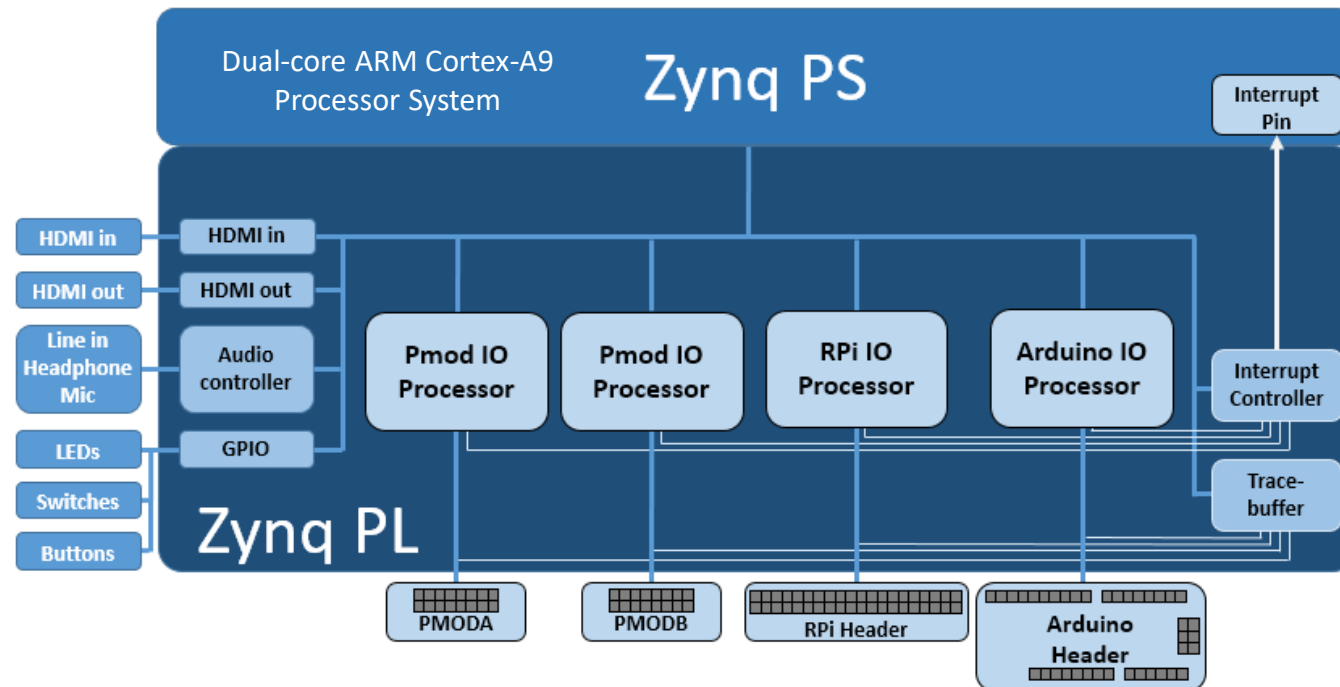 Dual-core ARM Cortex-A9
Processor System
Zynq PS
Interrupt
Pin
HDMI in
HDMI in
HDMI out
HDMI out
Line in
Headphone
Mic
Audio
controller
Pmod IO
Processor
Pmod IO
Processor
RPi IO
Processor
Arduino IO
Processor
Interrupt
Controller
LEDs
GPIO
Switches
Buttons
Zynq PL
Trace-
buffer
PMODA
PMODB
RPi Header
Arduino
Header